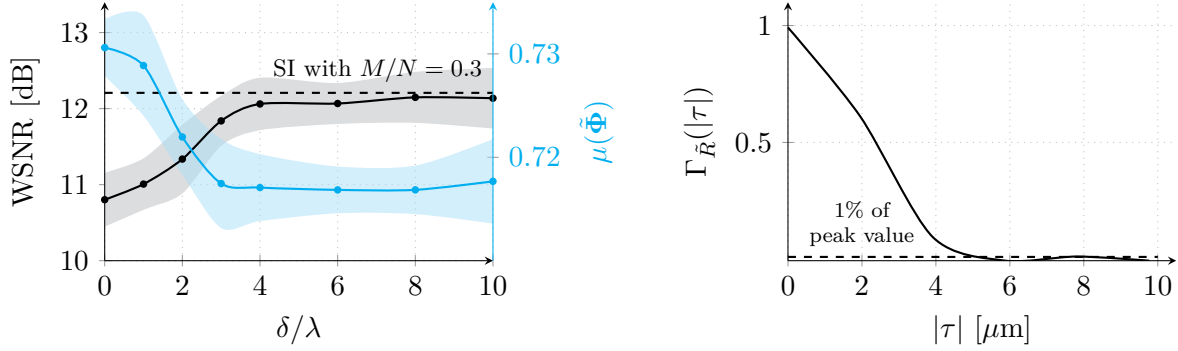 13
12
11
10
WSNR [dB]
SI with M/N = 0.3
0.73
0.72
μ(Φ̃)
0 2 4 6 8 10
δ/λ
1
0.5
Γ_R̃(|τ|)
1% of
peak value
0 2 4 6 8 10
|τ| [μm]